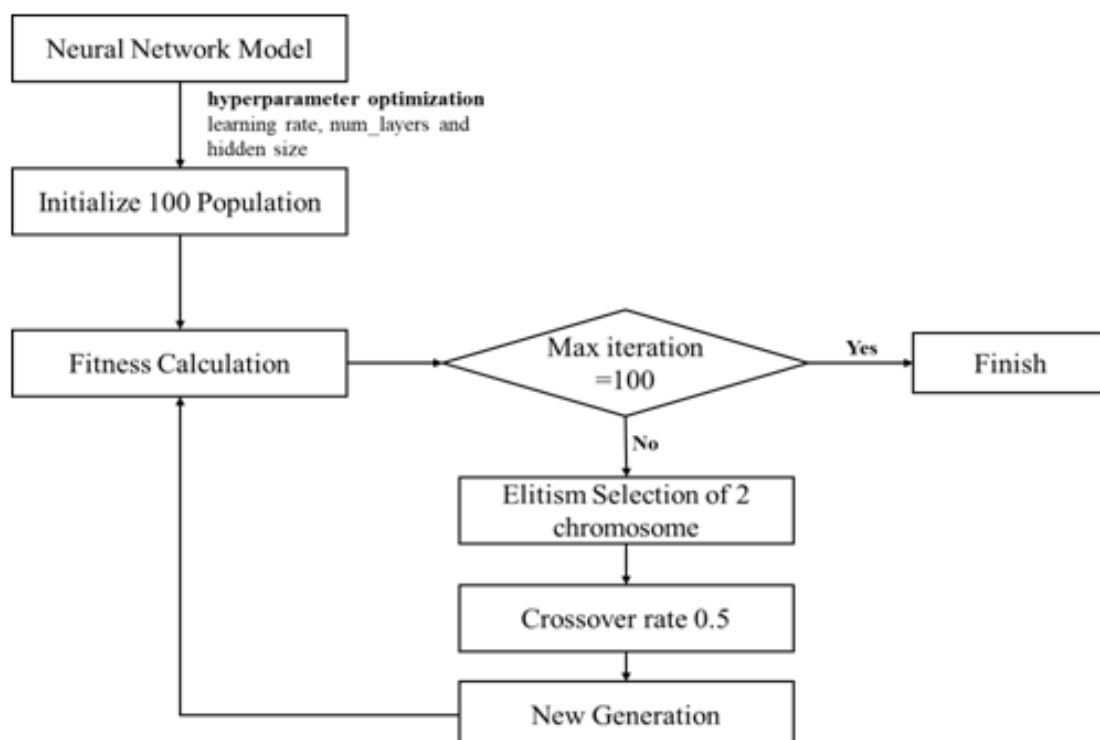 Neural Network Model
hyperparameter optimization
learning rate, num_layers and
hidden size
Initialize 100 Population
Fitness Calculation
Max iteration
=100
Yes
Finish
No
Elitism Selection of 2
chromosome
Crossover rate 0.5
New Generation